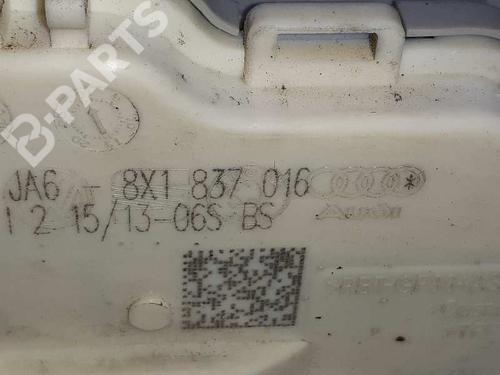 B-PARTS
JA6 - 8X1 837 016
1 2 15/13-06S BS
Audi